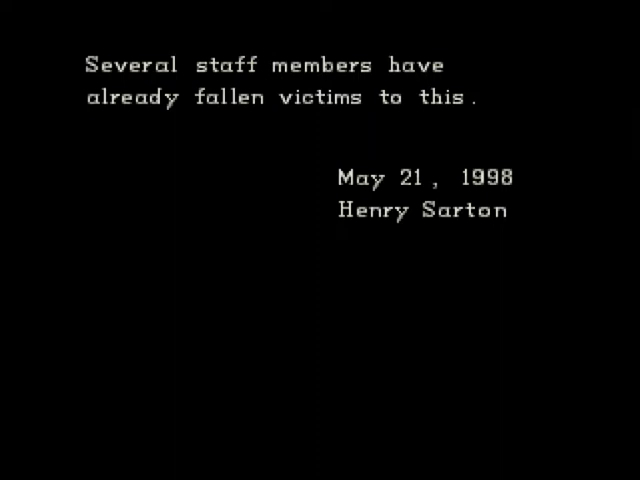 Several staff members have
already fallen victims to this.
May 21, 1998
Henry Sarton